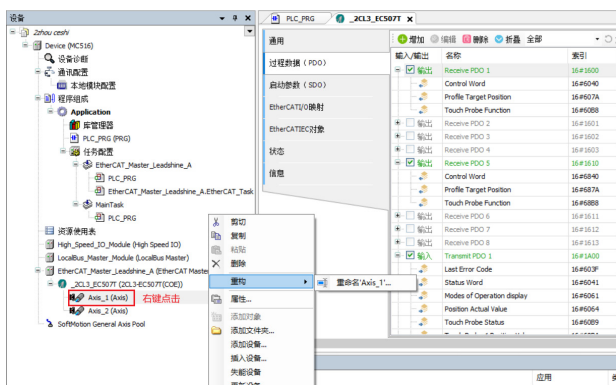 设备
2zhou ceshi
Device (MC516)
设备诊断
通讯配置
本地模块配置
程序组成
Application
库管理器
PLC_PRG (PRG)
任务配置
EtherCAT_Master_Leadshine_A
PLC_PRG
EtherCAT_Master_Leadshine_A.EtherCAT_Task
MainTask
PLC_PRG
资源使用表
High_Speed_IO_Module (High Speed IO)
LocalBus_Master_Module (LocalBus Master)
EtherCAT_Master_Leadshine_A (EtherCAT Master
_2CL3_EC507T (2CL3-EC507T(COE))
Axis_1 (Axis)
右键点击
Axis_2 (Axis)
SoftMotion General Axis Pool
剪切
复制
粘贴
删除
重构
重命名'Axis_1'...
属性...
添加对象
添加文件夹...
添加设备...
插入设备...
失能设备
PLC_PRG
_2CL3_EC507T
通用
过程数据 (PDO)
启动参数 (SDO)
EtherCATI/O映射
EtherCATIEC对象
状态
信息
增加 编辑 删除 折叠 全部
输入/输出 名称 索引
输出 Receive PDO 1 16#1600
Control Word 16#6040
Profile Target Position 16#607A
Touch Probe Function 16#60B8
输出 Receive PDO 2 16#1601
输出 Receive PDO 3 16#1602
输出 Receive PDO 4 16#1603
输出 Receive PDO 5 16#1610
Control Word 16#6840
Profile Target Position 16#687A
Touch Probe Function 16#68B8
输出 Receive PDO 6 16#1611
输出 Receive PDO 7 16#1612
输出 Receive PDO 8 16#1613
输入 Transmit PDO 1 16#1A00
Last Error Code 16#603F
Status Word 16#6041
Modes of Operation display 16#6061
Position Actual Value 16#6064
Touch Probe Status 16#60B9
应用